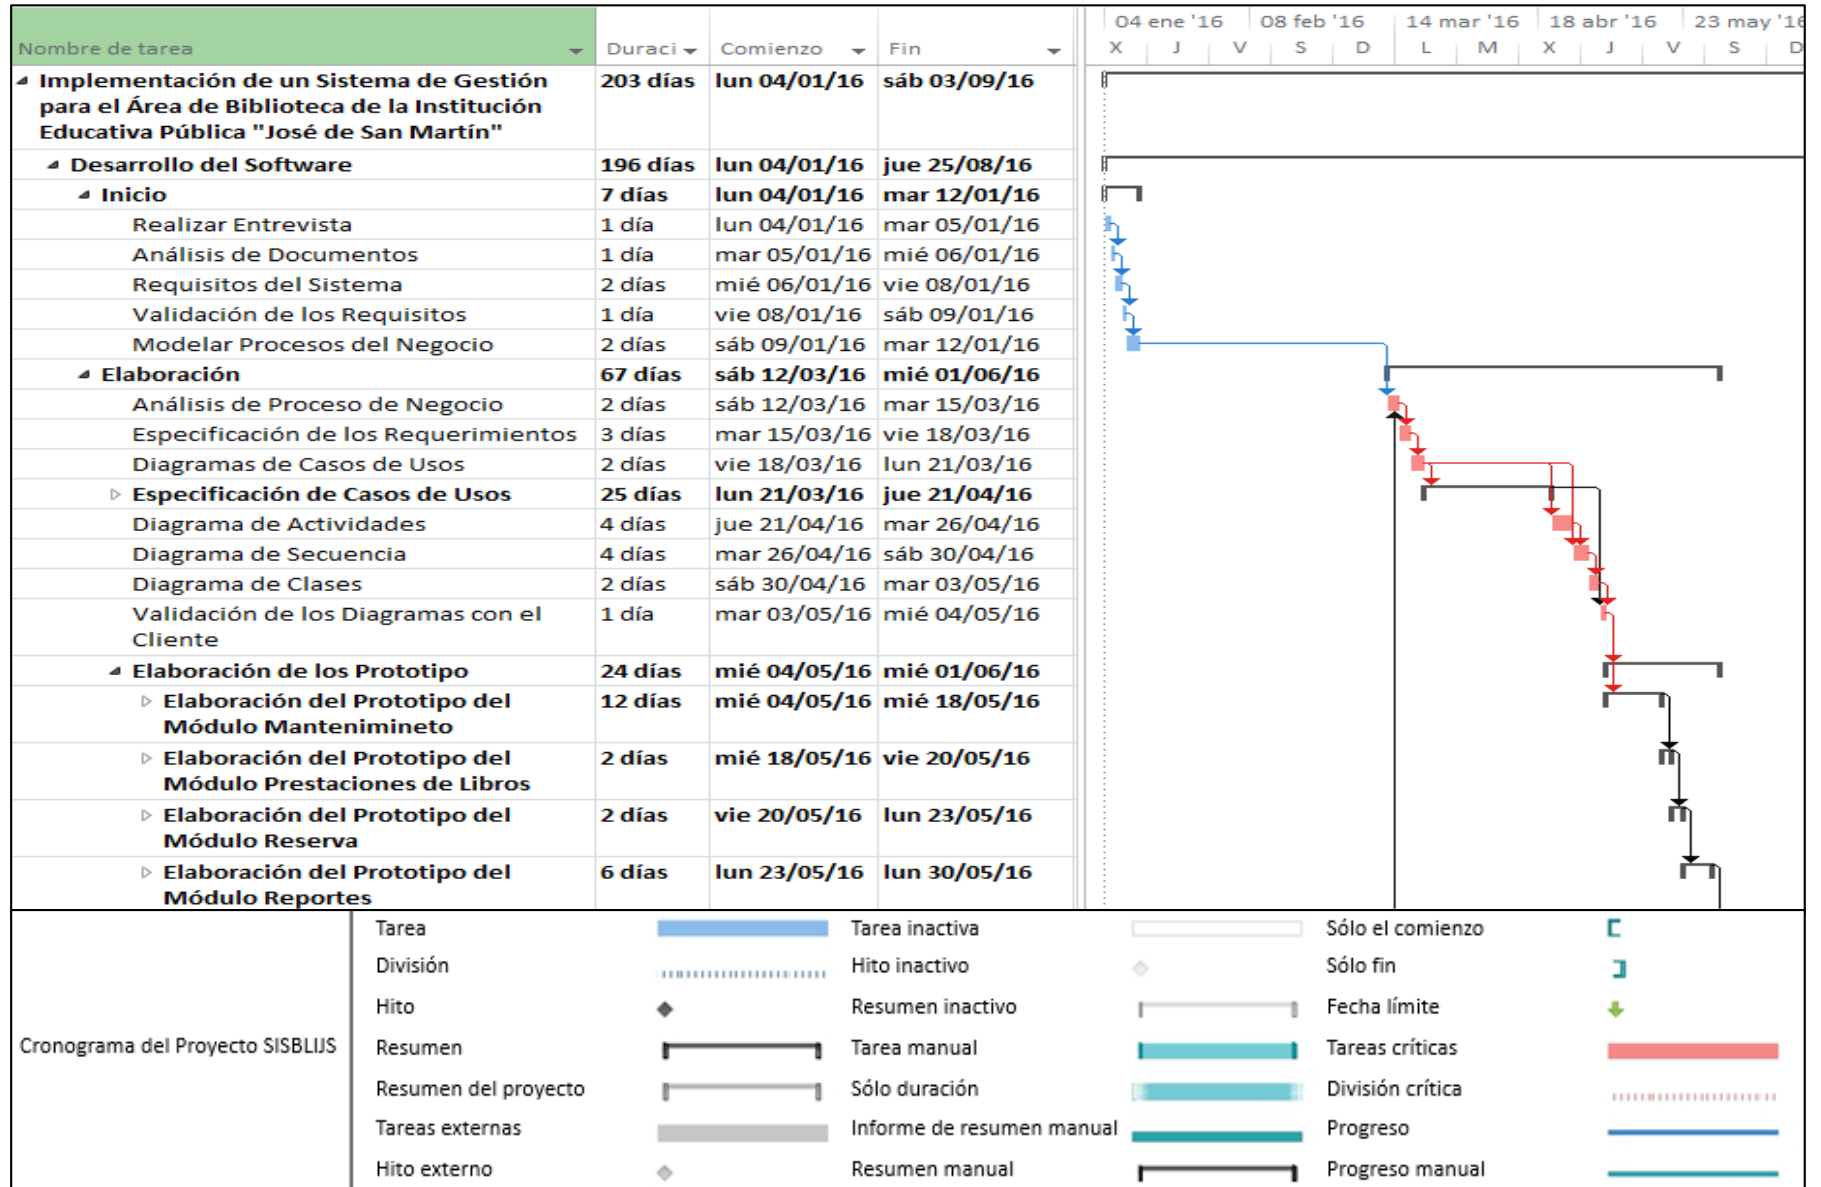 04 ene '16 08 feb '16 14 mar '16 18 abr '16 23 may '16
Nombre de tarea Duraci Comienzo Fin X J V S D L M X J V S D
Implementación de un Sistema de Gestión 203 días lun 04/01/16 sáb 03/09/16
para el Área de Biblioteca de la Institución
Educativa Pública "José de San Martín"
Desarrollo del Software 196 días lun 04/01/16 jue 25/08/16
Inicio 7 días lun 04/01/16 mar 12/01/16
Realizar Entrevista 1 día lun 04/01/16 mar 05/01/16
Análisis de Documentos 1 día mar 05/01/16 mié 06/01/16
Requisitos del Sistema 2 días mié 06/01/16 vie 08/01/16
Validación de los Requisitos 1 día vie 08/01/16 sáb 09/01/16
Modelar Procesos del Negocio 2 días sáb 09/01/16 mar 12/01/16
Elaboración 67 días sáb 12/03/16 mié 01/06/16
Análisis de Proceso de Negocio 2 días sáb 12/03/16 mar 15/03/16
Especificación de los Requerimientos 3 días mar 15/03/16 vie 18/03/16
Diagramas de Casos de Usos 2 días vie 18/03/16 lun 21/03/16
Especificación de Casos de Usos 25 días lun 21/03/16 jue 21/04/16
Diagrama de Actividades 4 días jue 21/04/16 mar 26/04/16
Diagrama de Secuencia 4 días mar 26/04/16 sáb 30/04/16
Diagrama de Clases 2 días sáb 30/04/16 mar 03/05/16
Validación de los Diagramas con el 1 día mar 03/05/16 mié 04/05/16
Cliente
Elaboración de los Prototipo 24 días mié 04/05/16 mié 01/06/16
Elaboración del Prototipo del 12 días mié 04/05/16 mié 18/05/16
Módulo Mantenimineto
Elaboración del Prototipo del 2 días mié 18/05/16 vie 20/05/16
Módulo Prestaciones de Libros
Elaboración del Prototipo del 2 días vie 20/05/16 lun 23/05/16
Módulo Reserva
Elaboración del Prototipo del 6 días lun 23/05/16 lun 30/05/16
Módulo Reportes
Cronograma del Proyecto SISBLIJS
Tarea Tarea inactiva Sólo el comienzo
División Hito inactivo Sólo fin
Hito Resumen inactivo Fecha límite
Resumen Tarea manual Tareas críticas
Resumen del proyecto Sólo duración División crítica
Tareas externas Informe de resumen manual Progreso
Hito externo Resumen manual Progreso manual